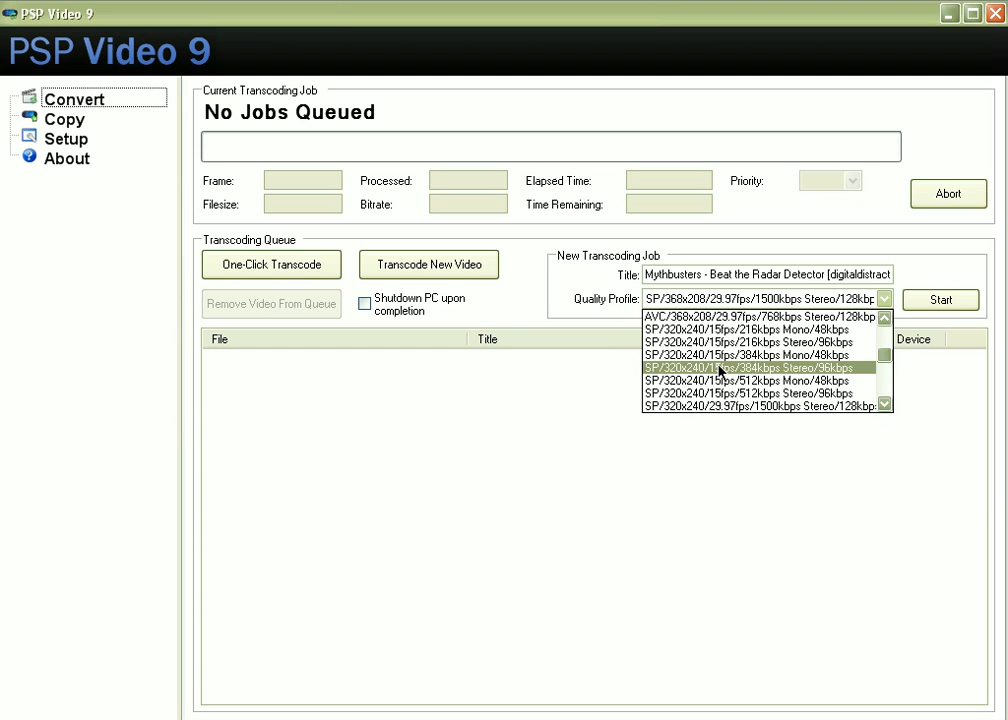 PSP Video 9
PSP Video 9
Convert
Copy
Setup
About
Current Transcoding Job
No Jobs Queued
Frame:
Processed:
Elapsed Time:
Priority:
Filesize:
Bitrate:
Time Remaining:
Abort
Transcoding Queue
One-Click Transcode
Transcode New Video
Remove Video From Queue
Shutdown PC upon
completion
New Transcoding Job
Title: Mythbusters - Beat the Radar Detector [digitaldistract
Quality Profile: SP/368x208/29.97fps/1500kbps Stereo/128kbp
Start
AVC/368x208/29.97fps/768kbps Stereo/128kbp
SP/320x240/15fps/216kbps Mono/48kbps
SP/320x240/15fps/216kbps Stereo/96kbps
SP/320x240/15fps/384kbps Mono/48kbps
SP/320x240/15fps/384kbps Stereo/96kbps
SP/320x240/15fps/512kbps Mono/48kbps
SP/320x240/15fps/512kbps Stereo/96kbps
SP/320x240/29.97fps/1500kbps Stereo/128kbp
File
Title
Device